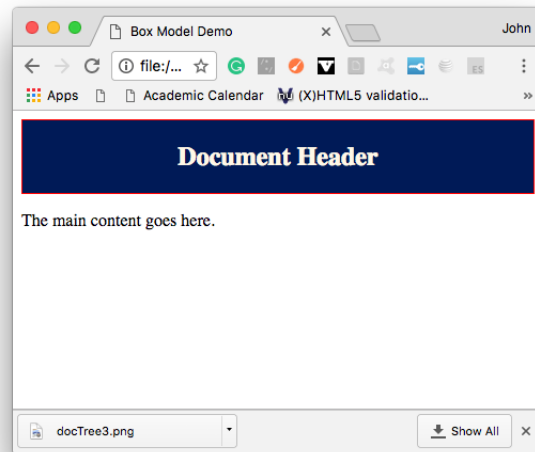 Box Model Demo
John
file:/...
ES
Apps
Academic Calendar
(X)HTML5 validatio...
Document Header
The main content goes here.
docTree3.png
Show All